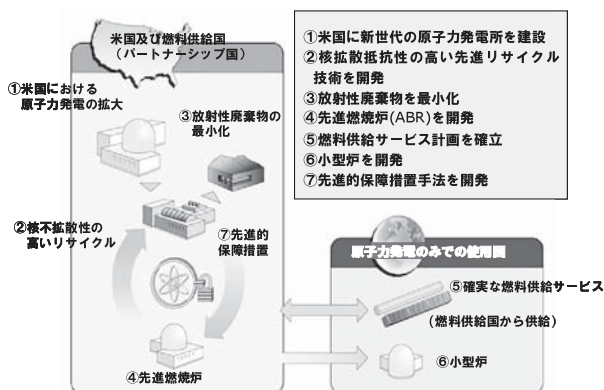 米国及び燃料供給国
(パートナーシップ国)
①米国における
原子力発電の拡大
③放射性廃棄物の
最小化
②核不拡散性の
高いリサイクル
⑦先進的
保障措置
④先進燃焼炉
①米国に新世代の原子力発電所を建設
②核拡散抵抗性の高い先進リサイクル
技術を開発
③放射性廃棄物を最小化
④先進燃焼炉(ABR)を開発
⑤燃料供給サービス計画を確立
⑥小型炉を開発
⑦先進的保障措置手法を開発
原子力発電のみでの使用国
⑤確実な燃料供給サービス
(燃料供給国から供給)
⑥小型炉